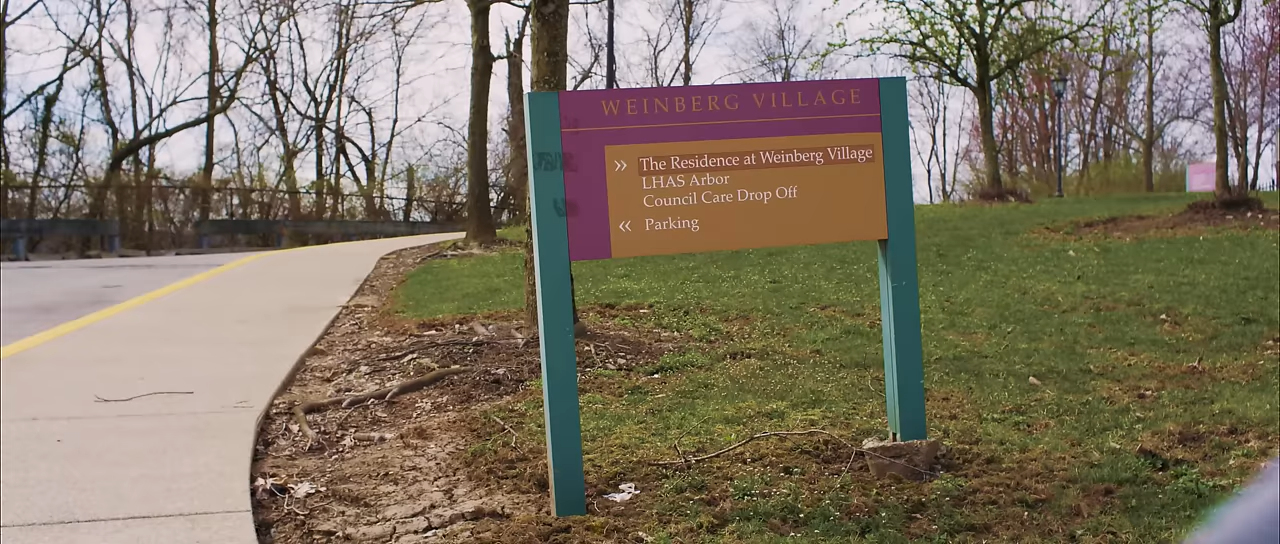 WEINBERG VILLAGE
» The Residence at Weinberg Village
LHAS Arbor
Council Care Drop Off
« Parking